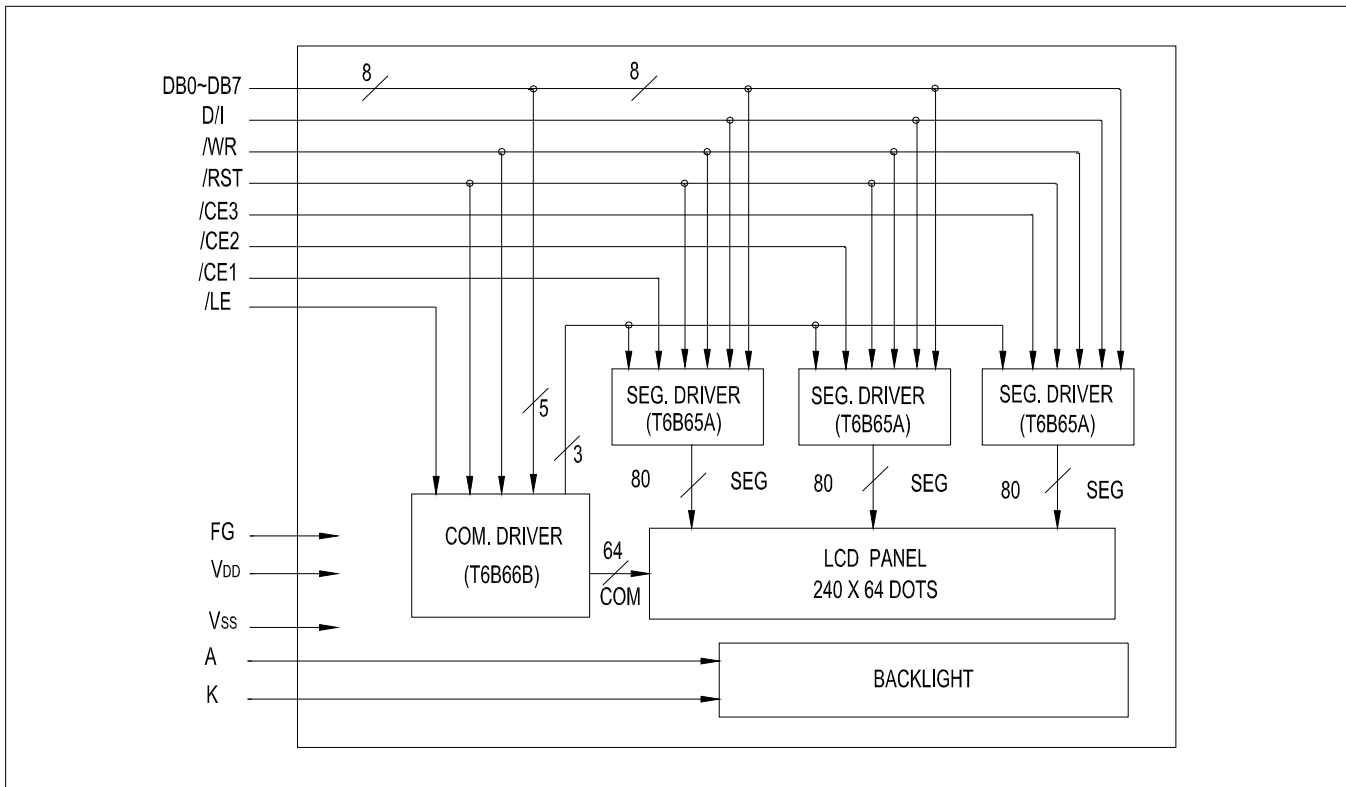 8
8
DB0~DB7
D/I
/WR
/RST
/CE3
/CE2
/CE1
/LE
SEG. DRIVER
(T6B65A)
SEG. DRIVER
(T6B65A)
SEG. DRIVER
(T6B65A)
5
3
80
SEG
80
SEG
80
SEG
FG
VDD
VSS
A
K
COM. DRIVER
(T6B66B)
64
COM
LCD PANEL
240 X 64 DOTS
BACKLIGHT